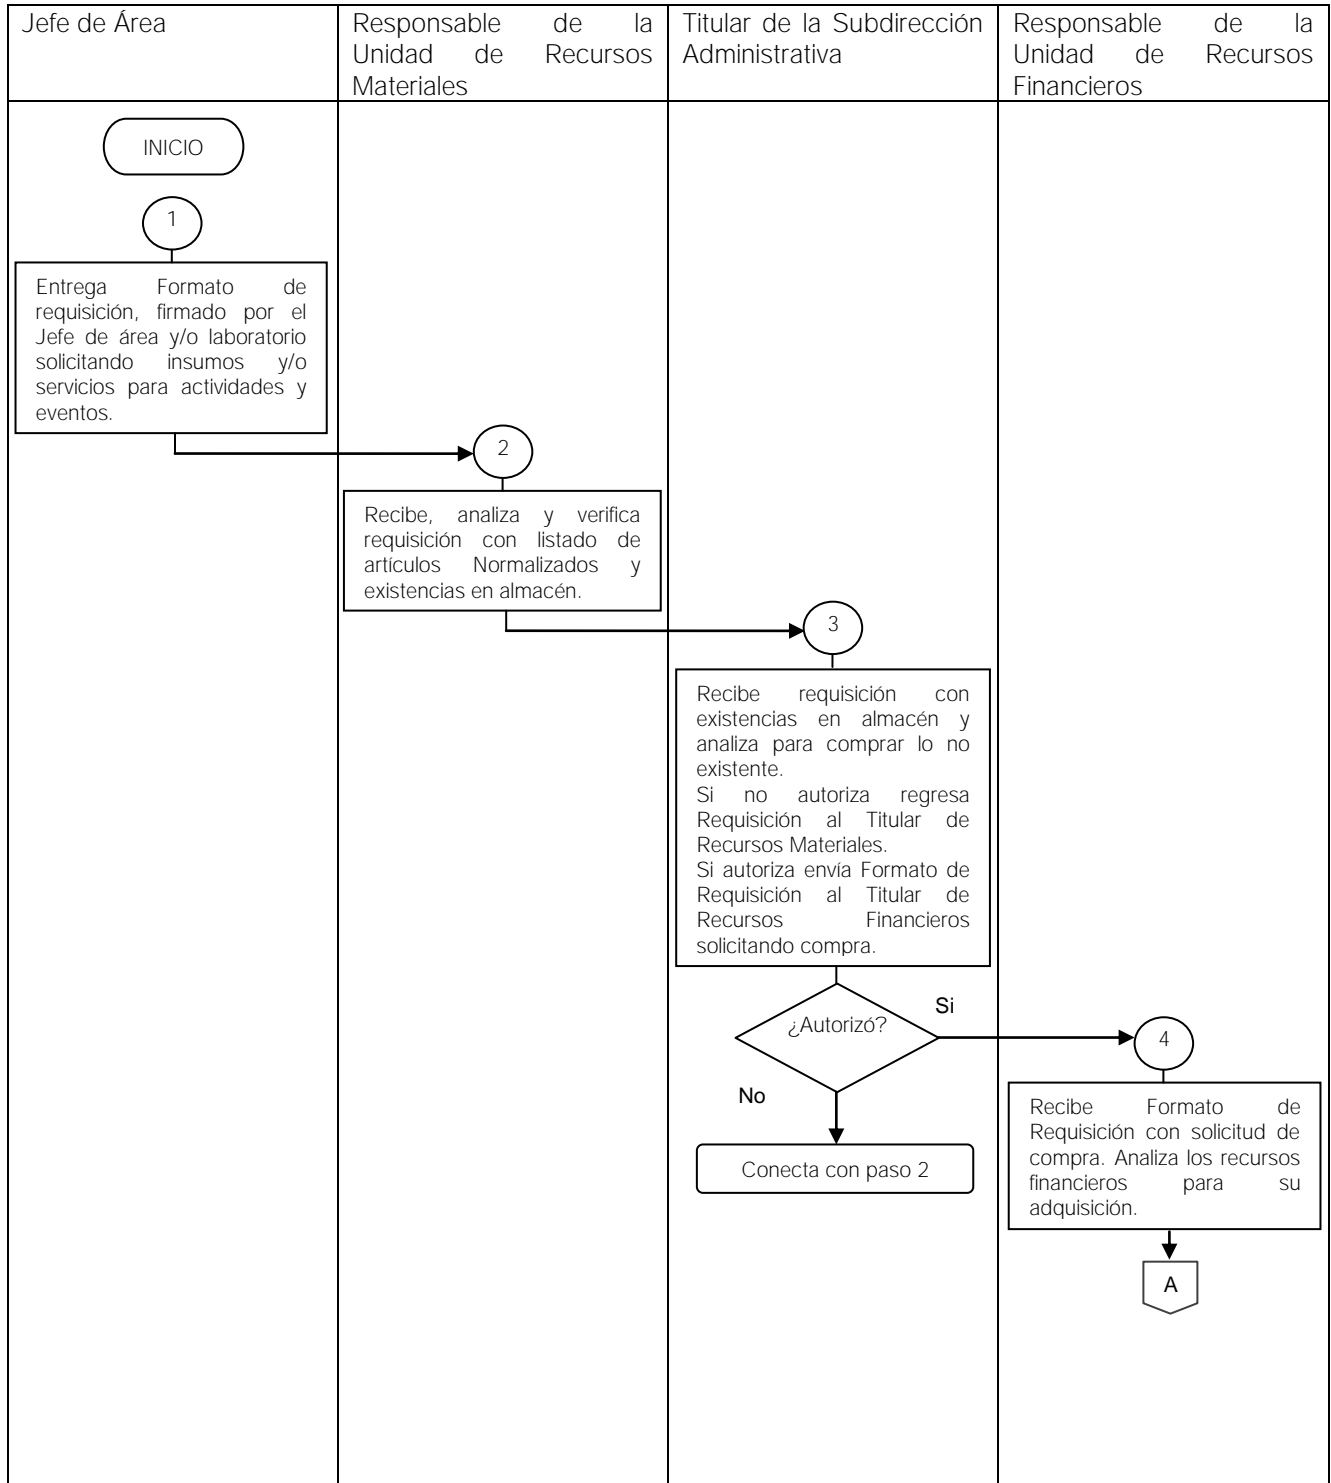 Jefe de Área
Responsable de la
Unidad de Recursos
Materiales
Titular de la Subdirección
Administrativa
Responsable de la
Unidad de Recursos
Financieros
INICIO
1
Entrega Formato de
requisición, firmado por el
Jefe de área y/o laboratorio
solicitando insumos y/o
servicios para actividades y
eventos.
2
Recibe, analiza y verifica
requisición con listado de
artículos Normalizados y
existencias en almacén.
3
Recibe requisición con
existencias en almacén y
analiza para comprar lo no
existente.
Si no autoriza regresa
Requisición al Titular de
Recursos Materiales.
Si autoriza envía Formato de
Requisición al Titular de
Recursos Financieros
solicitando compra.
¿Autorizó?
Si
No
Conecta con paso 2
4
Recibe Formato de
Requisición con solicitud de
compra. Analiza los recursos
financieros para su
adquisición.
A